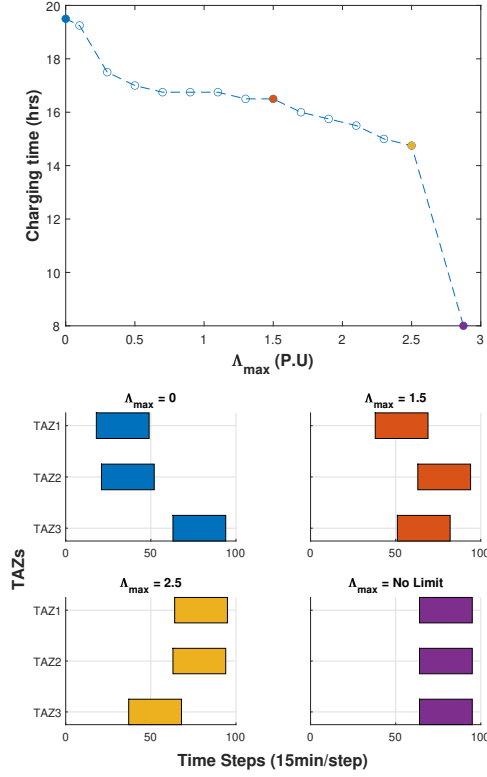 20
18
16
14
12
10
8
Charging time (hrs)
0 0.5 1 1.5 2 2.5 3
Λmax (P.U)
Λmax = 0
TAZ1
TAZ2
TAZ3
0 50 100
Λmax = 1.5
0 50 100
TAZs
Λmax = 2.5
TAZ1
TAZ2
TAZ3
0 50 100
Λmax = No Limit
0 50 100
Time Steps (15min/step)